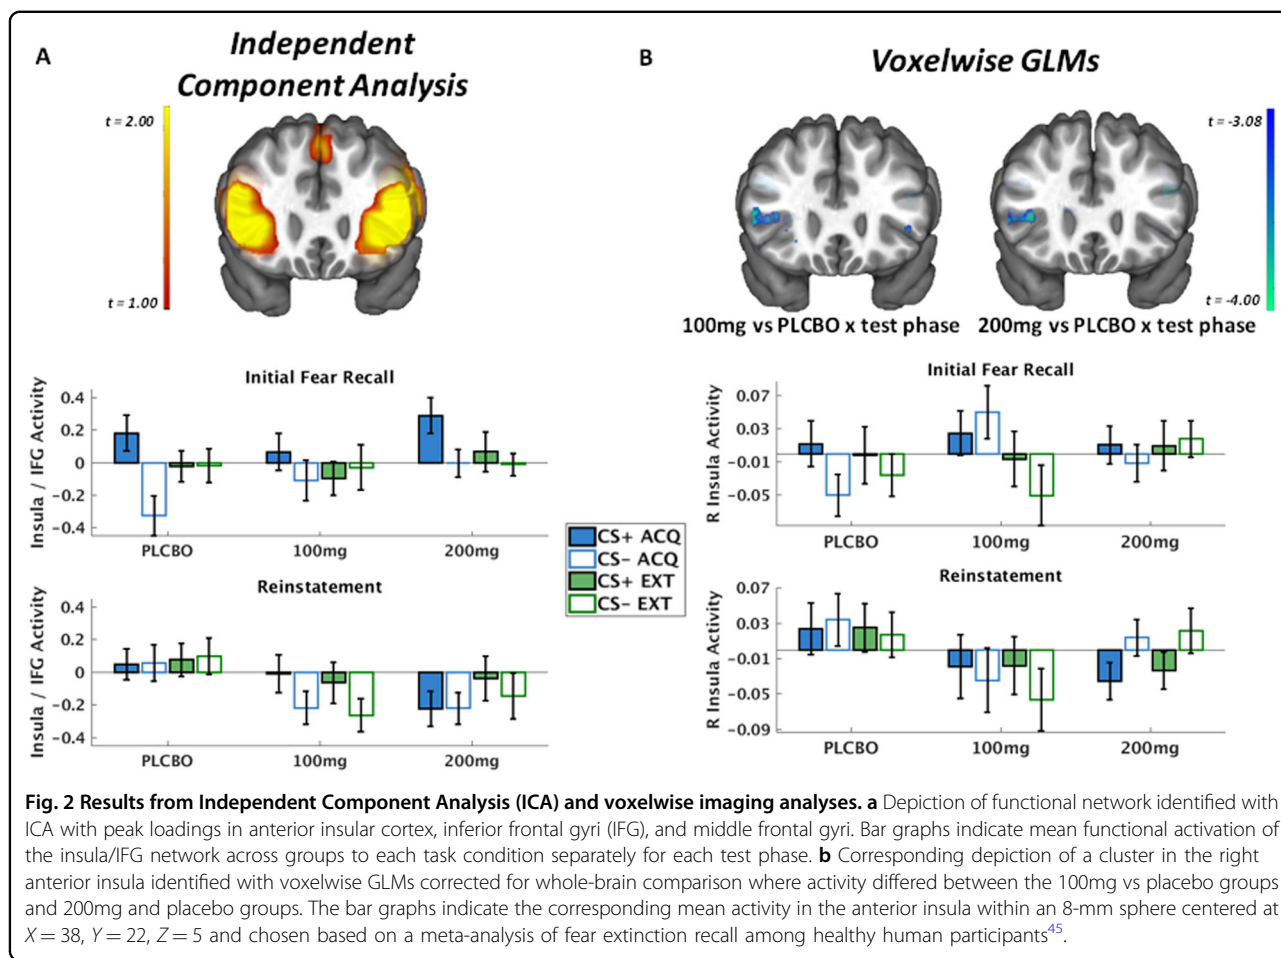 A
Independent
Component Analysis
t = 2.00
t = 1.00
B
Voxelwise GLMs
t = -3.08
t = -4.00
100mg vs PLCBO x test phase
200mg vs PLCBO x test phase
Initial Fear Recall
Insula / IFG Activity
0.4
0.2
0
−0.2
−0.4
PLCBO 100mg 200mg
Reinstatement
Insula / IFG Activity
0.4
0.2
0
−0.2
−0.4
PLCBO 100mg 200mg
CS+ ACQ
CS− ACQ
CS+ EXT
CS− EXT
Initial Fear Recall
R Insula Activity
0.07
0.03
−0.01
−0.05
PLCBO 100mg 200mg
Reinstatement
R Insula Activity
0.07
0.03
−0.01
−0.05
−0.09
PLCBO 100mg 200mg
Fig. 2 Results from Independent Component Analysis (ICA) and voxelwise imaging analyses. a Depiction of functional network identified with
ICA with peak loadings in anterior insular cortex, inferior frontal gyri (IFG), and middle frontal gyri. Bar graphs indicate mean functional activation of
the insula/IFG network across groups to each task condition separately for each test phase. b Corresponding depiction of a cluster in the right
anterior insula identified with voxelwise GLMs corrected for whole-brain comparison where activity differed between the 100mg vs placebo groups
and 200mg and placebo groups. The bar graphs indicate the corresponding mean activity in the anterior insula within an 8-mm sphere centered at
X = 38, Y = 22, Z = 5 and chosen based on a meta-analysis of fear extinction recall among healthy human participants45.